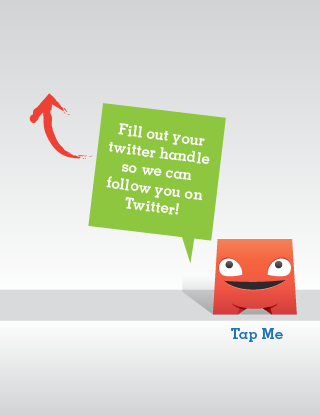 Fill out your
twitter handle
so we can
follow you on
Twitter!
Tap Me